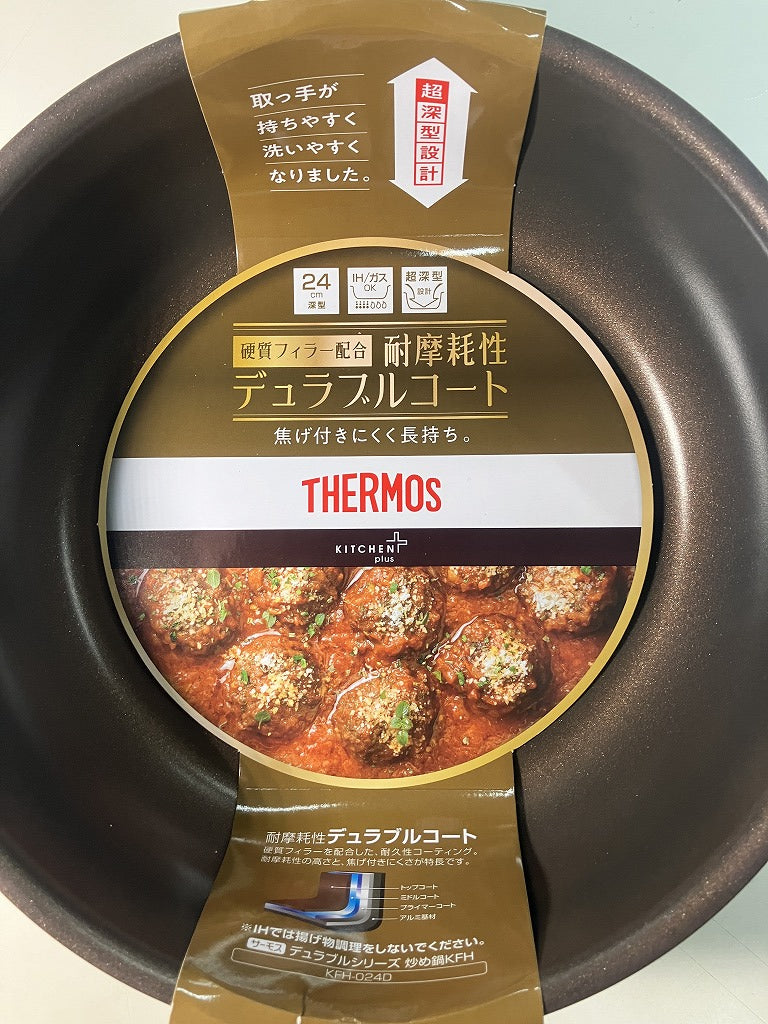 取っ手が
持ちやすく
洗いやすく
なりました。
超深型設計
24
cm
深型
IH/ガス
OK
超深型
設計
硬質フィラー配合 耐摩耗性
デュラブルコート
焦げ付きにくく長持ち。
THERMOS
KITCHEN
plus
耐摩耗性デュラブルコート
硬質フィラーを配合した、耐久性コーティング。
耐摩耗性の高さと、焦げ付きにくさが特長です。
トップコート
ミドルコート
プライマーコート
アルミ基材
※IHでは揚げ物調理をしないでください。
サーモス デュラブルシリーズ 炒め鍋KFH
KFH-024D